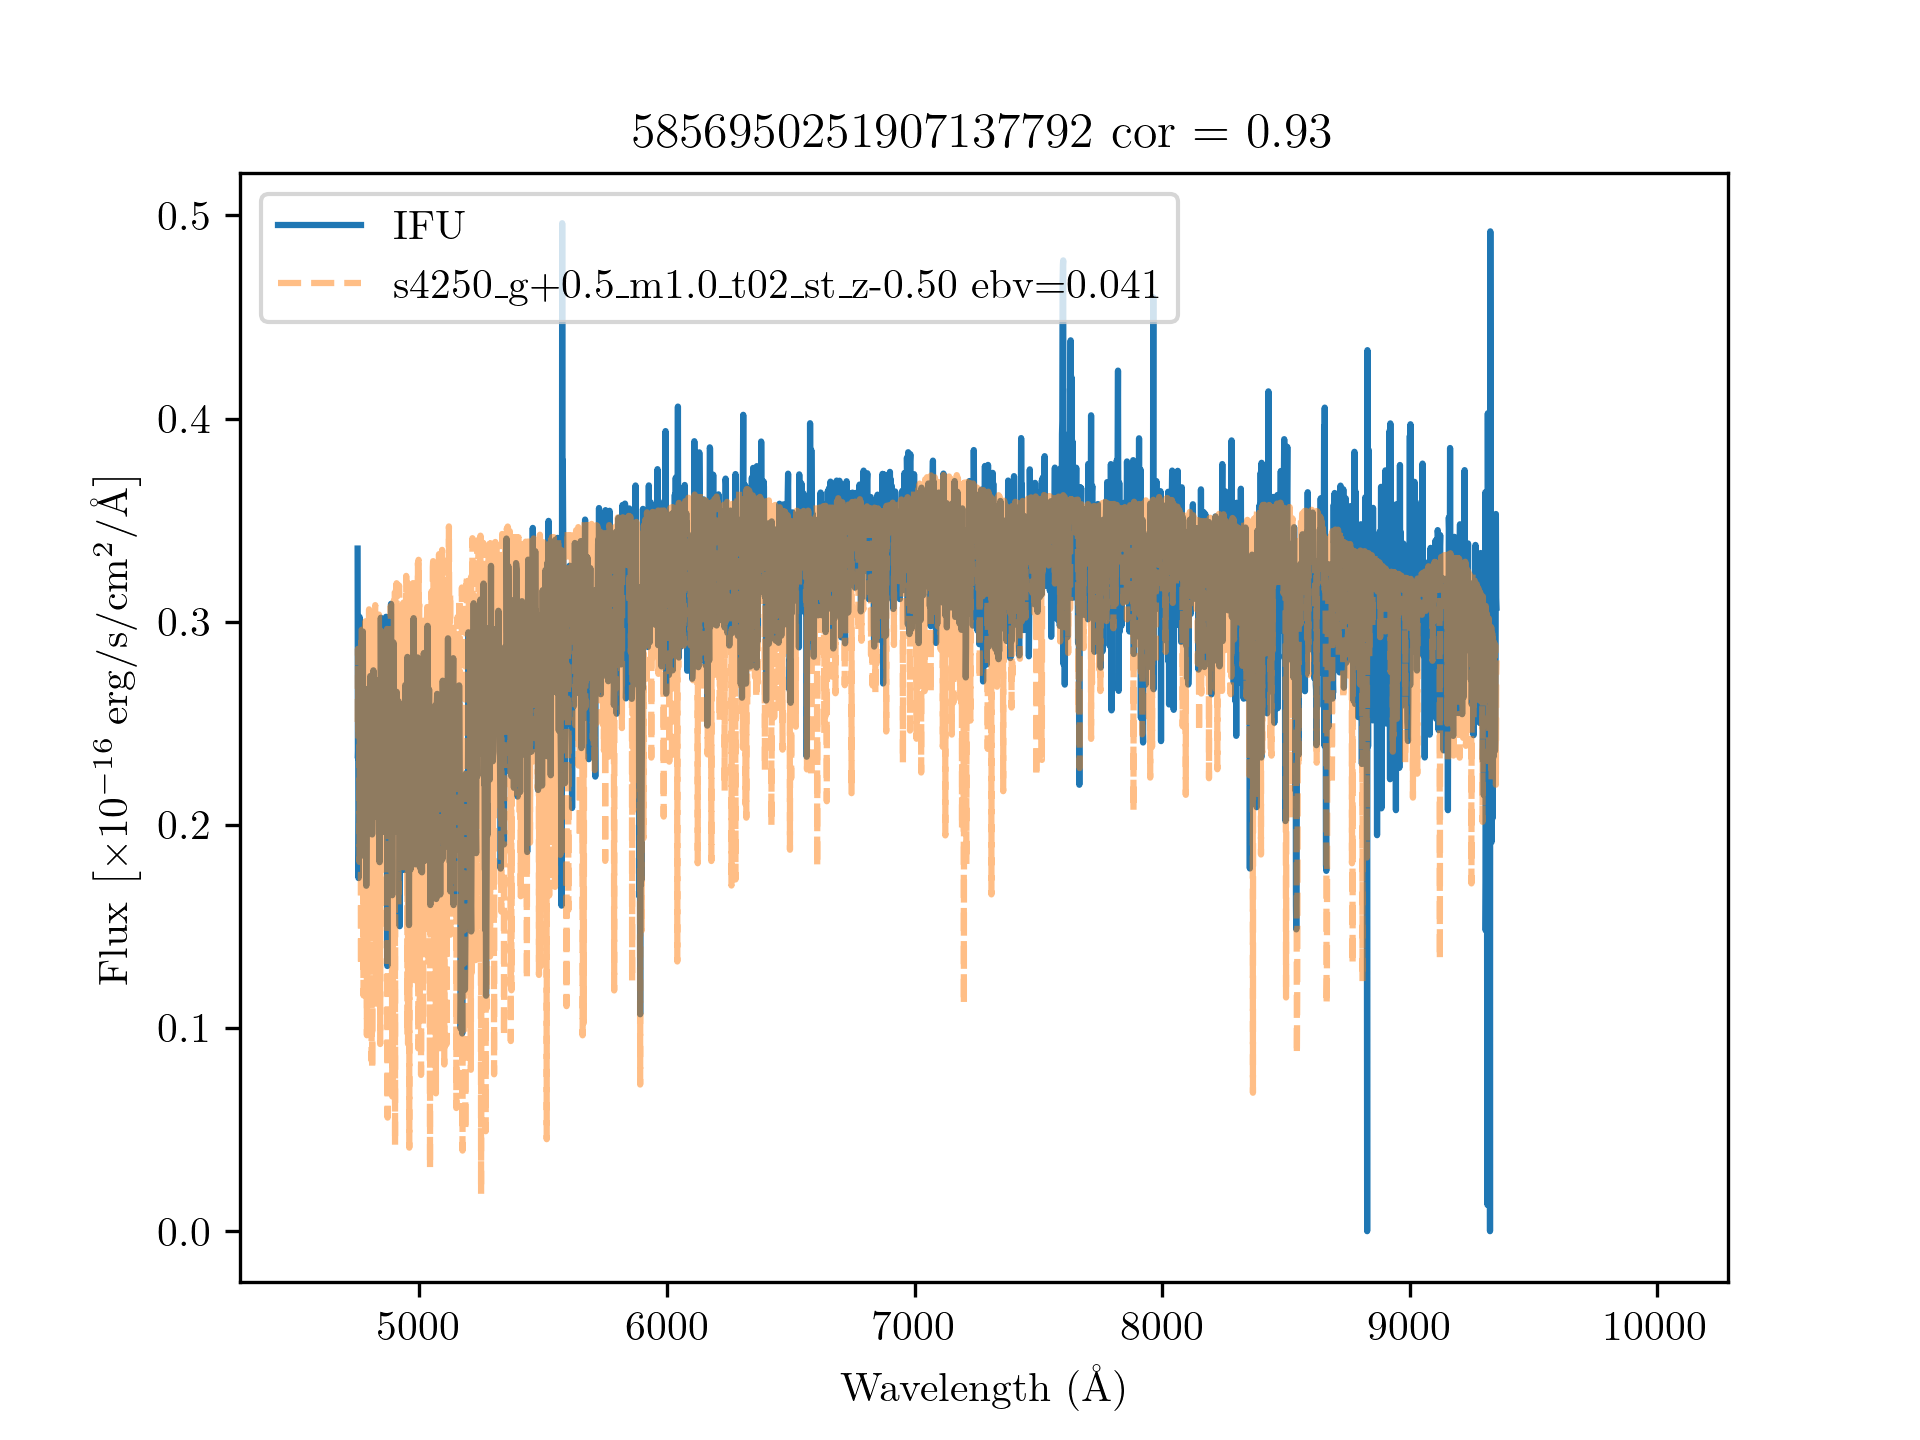 5856950251907137792 cor = 0.93
IFU
s4250_g+0.5_m1.0_t02_st_z-0.50 ebv=0.041
Flux [×10⁻¹⁶ erg/s/cm²/Å]
0.5
0.4
0.3
0.2
0.1
0.0
5000 6000 7000 8000 9000 10000
Wavelength (Å)